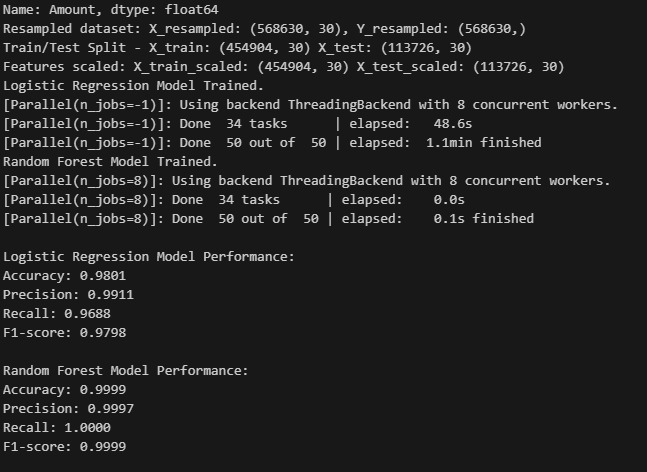 Name: Amount, dtype: float64
Resampled dataset: X_resampled: (568630, 30), Y_resampled: (568630,)
Train/Test Split - X_train: (454904, 30) X_test: (113726, 30)
Features scaled: X_train_scaled: (454904, 30) X_test_scaled: (113726, 30)
Logistic Regression Model Trained.
[Parallel(n_jobs=-1)]: Using backend ThreadingBackend with 8 concurrent workers.
[Parallel(n_jobs=-1)]: Done  34 tasks      | elapsed:   48.6s
[Parallel(n_jobs=-1)]: Done  50 out of  50 | elapsed:  1.1min finished
Random Forest Model Trained.
[Parallel(n_jobs=8)]: Using backend ThreadingBackend with 8 concurrent workers.
[Parallel(n_jobs=8)]: Done  34 tasks      | elapsed:    0.0s
[Parallel(n_jobs=8)]: Done  50 out of  50 | elapsed:    0.1s finished

Logistic Regression Model Performance:
Accuracy: 0.9801
Precision: 0.9911
Recall: 0.9688
F1-score: 0.9798

Random Forest Model Performance:
Accuracy: 0.9999
Precision: 0.9997
Recall: 1.0000
F1-score: 0.9999